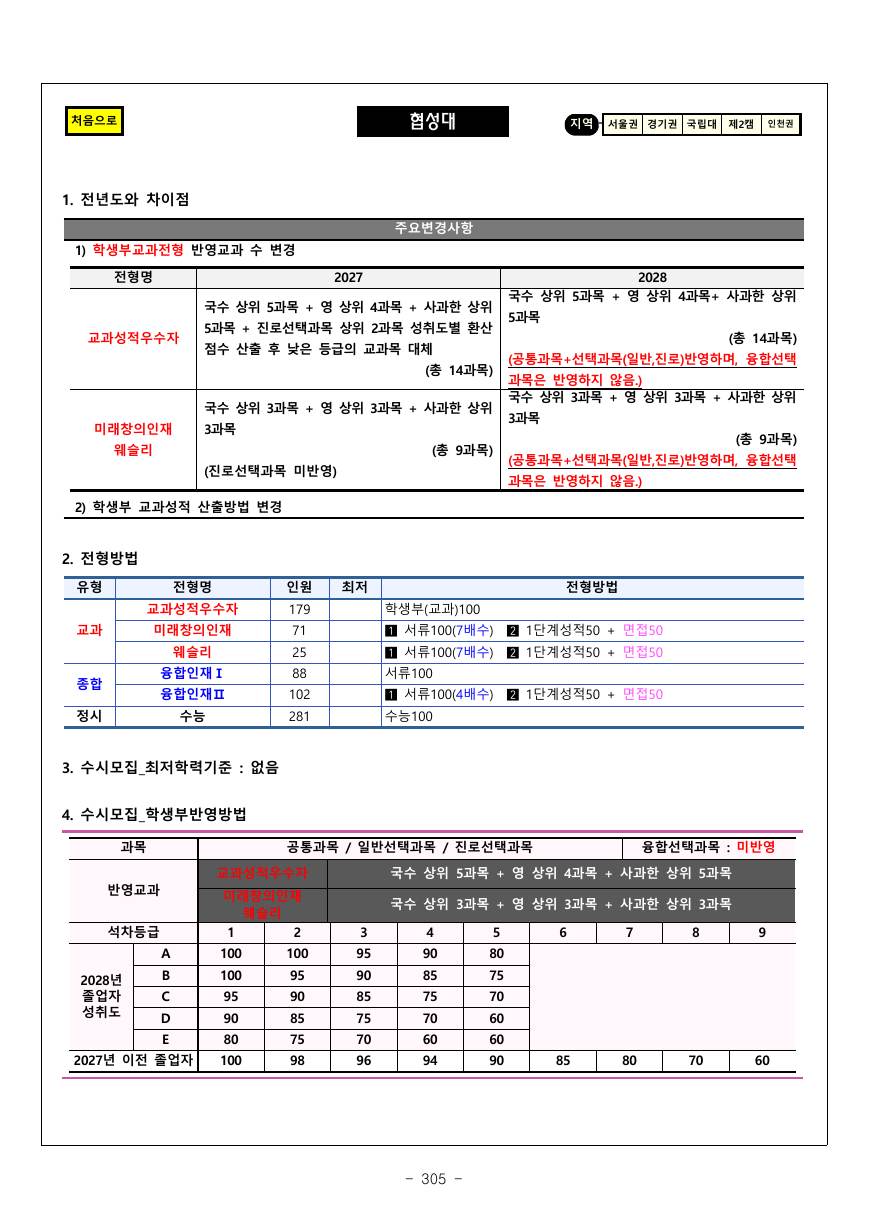 처음으로
협성대
지역 서울권 경기권 국립대 제2캠 인천권
1. 전년도와 차이점
주요변경사항
1) 학생부교과전형 반영교과 수 변경
전형명 2027 2028
교과성적우수자
국수 상위 5과목 + 영 상위 4과목 + 사과한 상위
5과목 + 진로선택과목 상위 2과목 성취도별 환산
점수 산출 후 낮은 등급의 교과목 대체
(총 14과목)
국수 상위 5과목 + 영 상위 4과목+ 사과한 상위
5과목
(총 14과목)
(공통과목+선택과목(일반,진로)반영하며, 융합선택
과목은 반영하지 않음.)
미래창의인재
웨슬리
국수 상위 3과목 + 영 상위 3과목 + 사과한 상위
3과목
(총 9과목)
(진로선택과목 미반영)
국수 상위 3과목 + 영 상위 3과목 + 사과한 상위
3과목
(총 9과목)
(공통과목+선택과목(일반,진로)반영하며, 융합선택
과목은 반영하지 않음.)
2) 학생부 교과성적 산출방법 변경
2. 전형방법
유형 전형명 인원 최저 전형방법
교과
교과성적우수자 179 학생부(교과)100
미래창의인재 71 1 서류100(7배수) 2 1단계성적50 + 면접50
웨슬리 25 1 서류100(7배수) 2 1단계성적50 + 면접50
종합
융합인재Ⅰ 88 서류100
융합인재Ⅱ 102 1 서류100(4배수) 2 1단계성적50 + 면접50
정시 수능 281 수능100
3. 수시모집_최저학력기준 : 없음
4. 수시모집_학생부반영방법
과목 공통과목 / 일반선택과목 / 진로선택과목 융합선택과목 : 미반영
반영교과
교과성적우수자 국수 상위 5과목 + 영 상위 4과목 + 사과한 상위 5과목
미래창의인재
웨슬리
국수 상위 3과목 + 영 상위 3과목 + 사과한 상위 3과목
석차등급 1 2 3 4 5 6 7 8 9
2028년
졸업자
성취도
A 100 100 95 90 80
B 100 95 90 85 75
C 95 90 85 75 70
D 90 85 75 70 60
E 80 75 70 60 60
2027년 이전 졸업자 100 98 96 94 90 85 80 70 60
- 305 -